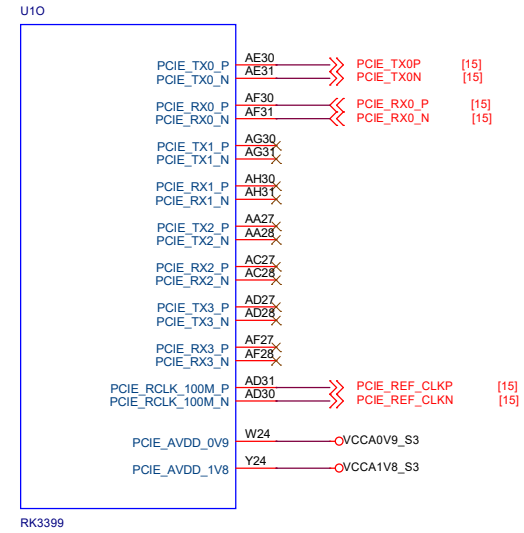 U1O
PCIE_TX0_P AE30 PCIE_TX0P [15]
PCIE_TX0_N AE31 PCIE_TX0N [15]
PCIE_RX0_P AF30 PCIE_RX0_P [15]
PCIE_RX0_N AF31 PCIE_RX0_N [15]
PCIE_TX1_P AG30
PCIE_TX1_N AG31
PCIE_RX1_P AH30
PCIE_RX1_N AH31
PCIE_TX2_P AA27
PCIE_TX2_N AA28
PCIE_RX2_P AC27
PCIE_RX2_N AC28
PCIE_TX3_P AD27
PCIE_TX3_N AD28
PCIE_RX3_P AF27
PCIE_RX3_N AF28
PCIE_RCLK_100M_P AD31 PCIE_REF_CLKP [15]
PCIE_RCLK_100M_N AD30 PCIE_REF_CLKN [15]
PCIE_AVDD_0V9 W24 VCCA0V9_S3
PCIE_AVDD_1V8 Y24 VCCA1V8_S3
RK3399